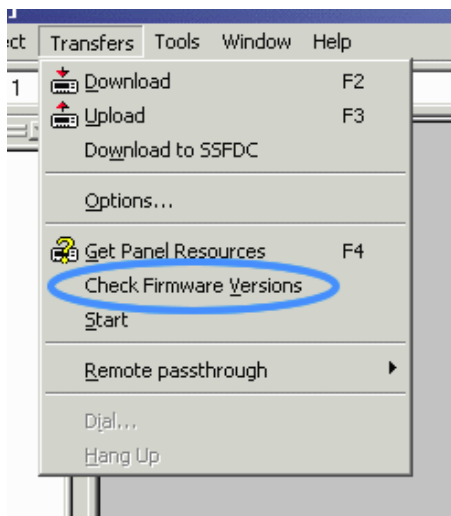 ct Transfers Tools Window Help
1
Download F2
Upload F3
Download to SSFDC
Options...
Get Panel Resources F4
Check Firmware Versions
Start
Remote passthrough
Dial...
Hang Up